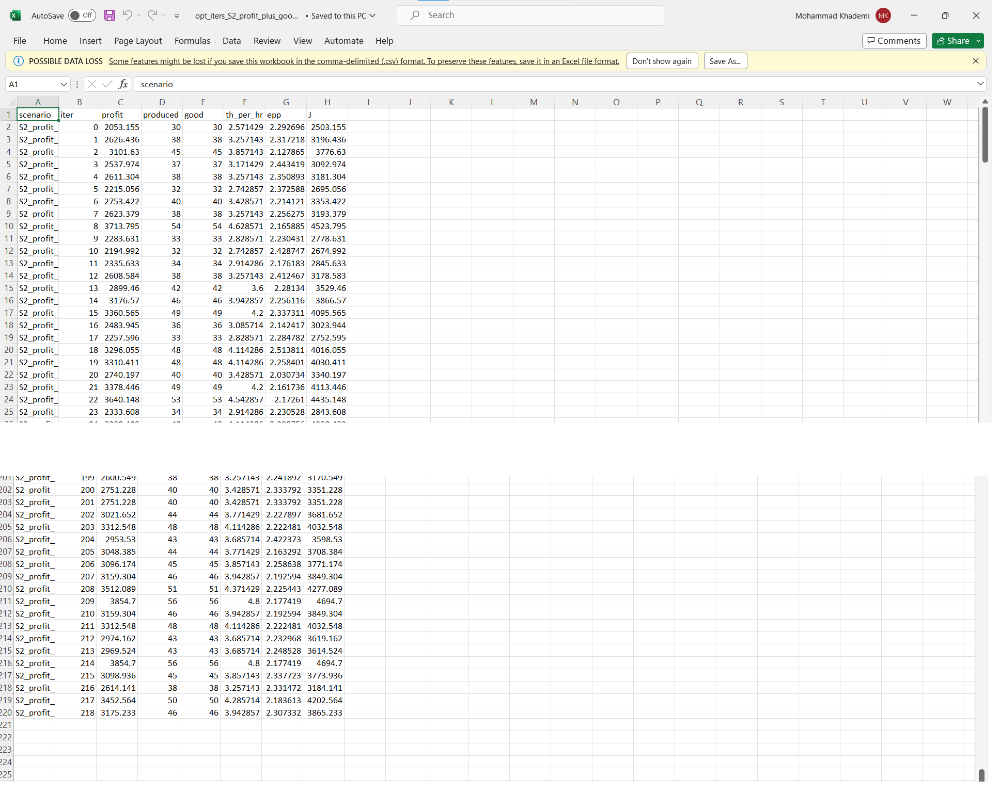 AutoSave Off opt_iters_S2_profit_plus_goo... • Saved to this PC Search Mohammad Khademi MK
File Home Insert Page Layout Formulas Data Review View Automate Help Comments Share
POSSIBLE DATA LOSS Some features might be lost if you save this workbook in the comma-delimited (.csv) format. To preserve these features, save it in an Excel file format. Don't show again Save As...
A1 fx scenario
A B C D E F G H I J K L M N O P Q R S T U V W
1 scenario iter profit produced good th_per_hr epp J
2 S2_profit_ 0 2053.155 30 30 2.571429 2.292696 2503.155
3 S2_profit_ 1 2626.436 38 38 3.257143 2.317218 3196.436
4 S2_profit_ 2 3101.63 45 45 3.857143 2.127865 3776.63
5 S2_profit_ 3 2537.974 37 37 3.171429 2.443419 3092.974
6 S2_profit_ 4 2611.304 38 38 3.257143 2.350893 3181.304
7 S2_profit_ 5 2215.056 32 32 2.742857 2.372588 2695.056
8 S2_profit_ 6 2753.422 40 40 3.428571 2.214121 3353.422
9 S2_profit_ 7 2623.379 38 38 3.257143 2.256275 3193.379
10 S2_profit_ 8 3713.795 54 54 4.628571 2.165885 4523.795
11 S2_profit_ 9 2283.631 33 33 2.828571 2.230431 2778.631
12 S2_profit_ 10 2194.992 32 32 2.742857 2.428747 2674.992
13 S2_profit_ 11 2335.633 34 34 2.914286 2.176183 2845.633
14 S2_profit_ 12 2608.584 38 38 3.257143 2.412467 3178.583
15 S2_profit_ 13 2899.46 42 42 3.6 2.28134 3529.46
16 S2_profit_ 14 3176.57 46 46 3.942857 2.256116 3866.57
17 S2_profit_ 15 3360.565 49 49 4.2 2.337311 4095.565
18 S2_profit_ 16 2483.945 36 36 3.085714 2.142417 3023.944
19 S2_profit_ 17 2257.596 33 33 2.828571 2.284782 2752.595
20 S2_profit_ 18 3296.055 48 48 4.114286 2.513811 4016.055
21 S2_profit_ 19 3310.411 48 48 4.114286 2.258401 4030.411
22 S2_profit_ 20 2740.197 40 40 3.428571 2.030734 3340.197
23 S2_profit_ 21 3378.446 49 49 4.2 2.161736 4113.446
24 S2_profit_ 22 3640.148 53 53 4.542857 2.17261 4435.148
25 S2_profit_ 23 2333.608 34 34 2.914286 2.230528 2843.608
201 S2_profit_ 199 2600.549 38 38 3.257143 2.241892 3170.549
202 S2_profit_ 200 2751.228 40 40 3.428571 2.333792 3351.228
203 S2_profit_ 201 2751.228 40 40 3.428571 2.333792 3351.228
204 S2_profit_ 202 3021.652 44 44 3.771429 2.227897 3681.652
205 S2_profit_ 203 3312.548 48 48 4.114286 2.222481 4032.548
206 S2_profit_ 204 2953.53 43 43 3.685714 2.422373 3598.53
207 S2_profit_ 205 3048.385 44 44 3.771429 2.163292 3708.384
208 S2_profit_ 206 3096.174 45 45 3.857143 2.258638 3771.174
209 S2_profit_ 207 3159.304 46 46 3.942857 2.192594 3849.304
210 S2_profit_ 208 3512.089 51 51 4.371429 2.225443 4277.089
211 S2_profit_ 209 3854.7 56 56 4.8 2.177419 4694.7
212 S2_profit_ 210 3159.304 46 46 3.942857 2.192594 3849.304
213 S2_profit_ 211 3312.548 48 48 4.114286 2.222481 4032.548
214 S2_profit_ 212 2974.162 43 43 3.685714 2.232968 3619.162
215 S2_profit_ 213 2969.524 43 43 3.685714 2.248528 3614.524
216 S2_profit_ 214 3854.7 56 56 4.8 2.177419 4694.7
217 S2_profit_ 215 3098.936 45 45 3.857143 2.337723 3773.936
218 S2_profit_ 216 2614.141 38 38 3.257143 2.331472 3184.141
219 S2_profit_ 217 3452.564 50 50 4.285714 2.183613 4202.564
220 S2_profit_ 218 3175.233 46 46 3.942857 2.307332 3865.233
221
222
223
224
225